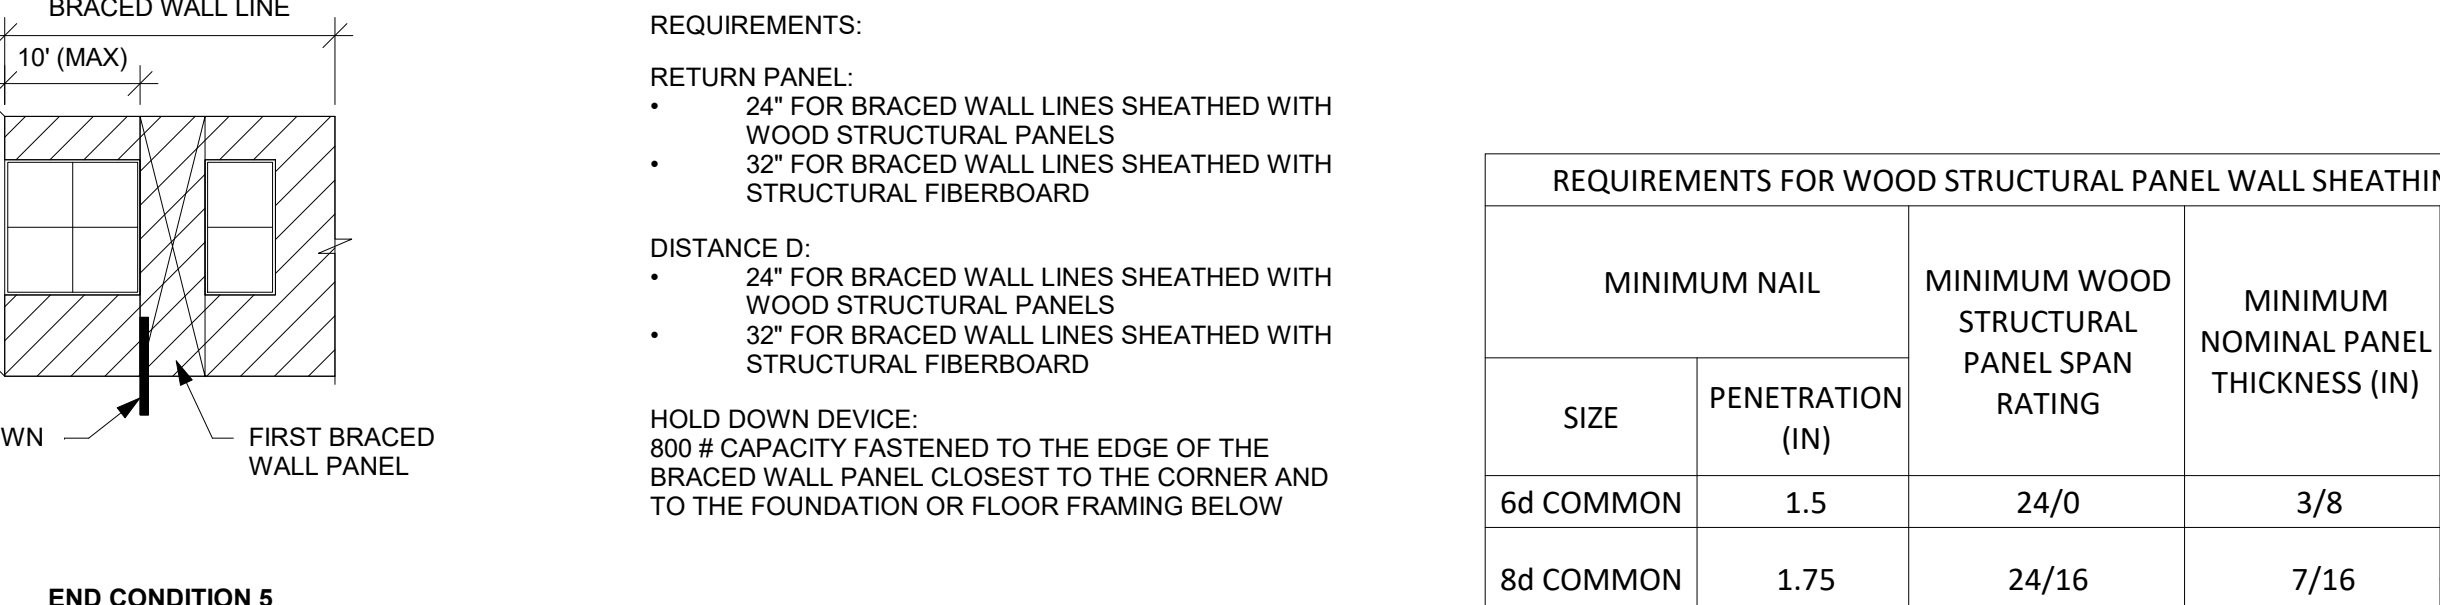 BRACED WALL LINE
10' (MAX)
WN
FIRST BRACED
WALL PANEL
END CONDITION 5
REQUIREMENTS:
RETURN PANEL:
• 24" FOR BRACED WALL LINES SHEATHED WITH
WOOD STRUCTURAL PANELS
• 32" FOR BRACED WALL LINES SHEATHED WITH
STRUCTURAL FIBERBOARD
DISTANCE D:
• 24" FOR BRACED WALL LINES SHEATHED WITH
WOOD STRUCTURAL PANELS
• 32" FOR BRACED WALL LINES SHEATHED WITH
STRUCTURAL FIBERBOARD
HOLD DOWN DEVICE:
800 # CAPACITY FASTENED TO THE EDGE OF THE
BRACED WALL PANEL CLOSEST TO THE CORNER AND
TO THE FOUNDATION OR FLOOR FRAMING BELOW
REQUIREMENTS FOR WOOD STRUCTURAL PANEL WALL SHEATHIN
MINIMUM NAIL
MINIMUM WOOD
STRUCTURAL
PANEL SPAN
RATING
MINIMUM
NOMINAL PANEL
THICKNESS (IN)
SIZE
PENETRATION
(IN)
6d COMMON 1.5 24/0 3/8
8d COMMON 1.75 24/16 7/16